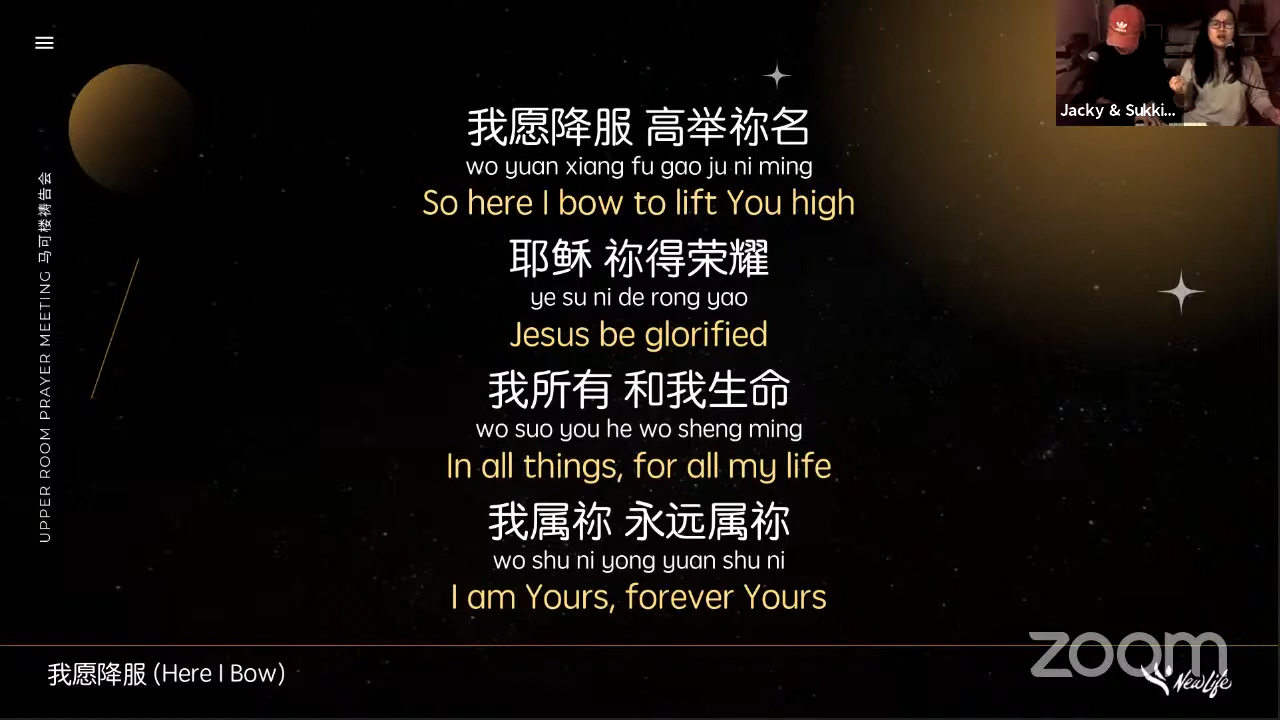 Jacky & Sukki...
我愿降服 高举祢名
wo yuan xiang fu gao ju ni ming
So here I bow to lift You high
耶稣 祢得荣耀
ye su ni de rong yao
Jesus be glorified
我所有 和我生命
wo suo you he wo sheng ming
In all things, for all my life
我属祢 永远属祢
wo shu ni yong yuan shu ni
I am Yours, forever Yours
UPPER ROOM PRAYER MEETING 马可楼祷告会
我愿降服 (Here I Bow)
zoom
NewLife